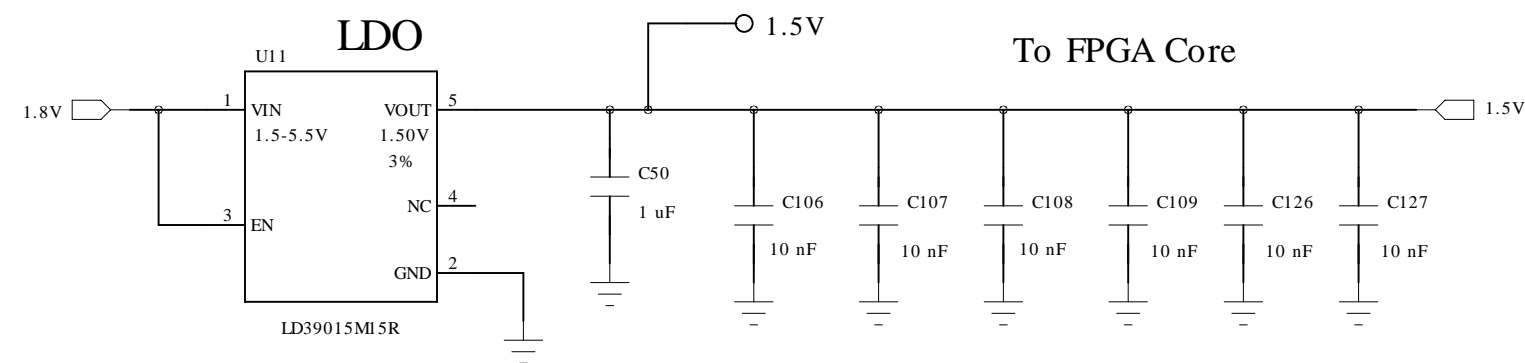 LDO
1.5V
To FPGA Core
U11
1.8V
1
VIN
VOUT
5
1.5V
1.5-5.5V
1.50V
3%
C50
1 uF
NC
4
3
EN
C106
10 nF
C107
10 nF
C108
10 nF
C109
10 nF
C126
10 nF
C127
10 nF
GND
2
LD39015M15R